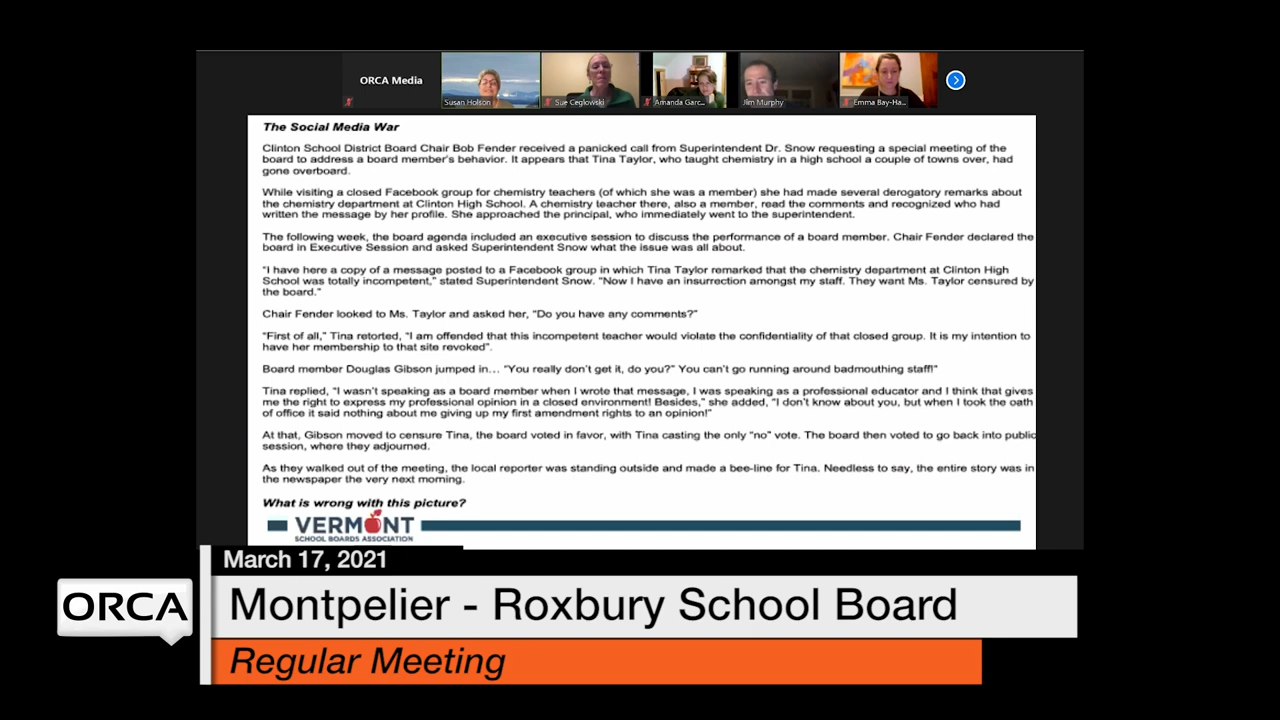 ORCA Media
Susan Holson
Sue Ceglowski
Amanda Garc...
Jim Murphy
Emma Bay-Ha...
The Social Media War
Clinton School District Board Chair Bob Fender received a panicked call from Superintendent Dr. Snow requesting a special meeting of the
board to address a board member's behavior. It appears that Tina Taylor, who taught chemistry in a high school a couple of towns over, had
gone overboard.
While visiting a closed Facebook group for chemistry teachers (of which she was a member) she had made several derogatory remarks about
the chemistry department at Clinton High School. A chemistry teacher there, also a member, read the comments and recognized who had
written the message by her profile. She approached the principal, who immediately went to the superintendent.
The following week, the board agenda included an executive session to discuss the performance of a board member. Chair Fender declared the
board in Executive Session and asked Superintendent Snow what the issue was all about.
"I have here a copy of a message posted to a Facebook group in which Tina Taylor remarked that the chemistry department at Clinton High
School was totally incompetent," stated Superintendent Snow. "Now I have an insurrection amongst my staff. They want Ms. Taylor censured by
the board."
Chair Fender looked to Ms. Taylor and asked her, "Do you have any comments?"
"First of all," Tina retorted, "I am offended that this incompetent teacher would violate the confidentiality of that closed group. It is my intention to
have her membership to that site revoked".
Board member Douglas Gibson jumped in... "You really don't get it, do you?" You can't go running around badmouthing staff!"
Tina replied, "I wasn't speaking as a board member when I wrote that message, I was speaking as a professional educator and I think that gives
me the right to express my professional opinion in a closed environment! Besides," she added, "I don't know about you, but when I took the oath
of office it said nothing about me giving up my first amendment rights to an opinion!"
At that, Gibson moved to censure Tina, the board voted in favor, with Tina casting the only "no" vote. The board then voted to go back into public
session, where they adjourned.
As they walked out of the meeting, the local reporter was standing outside and made a bee-line for Tina. Needless to say, the entire story was in
the newspaper the very next morning.
What is wrong with this picture?
VERMONT
SCHOOL BOARDS ASSOCIATION
March 17, 2021
ORCA
Montpelier - Roxbury School Board
Regular Meeting